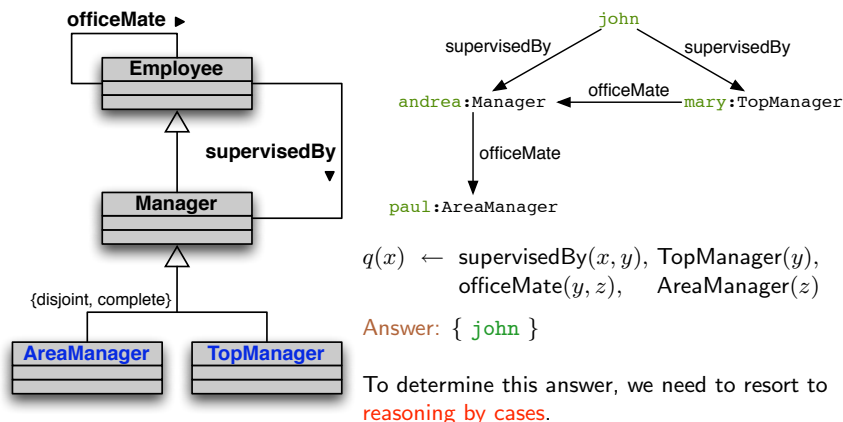 officeMate ▶
Employee
supervisedBy
▼
Manager
{disjoint, complete}
AreaManager
TopManager
john
supervisedBy
supervisedBy
andrea:Manager
officeMate
mary:TopManager
officeMate
paul:AreaManager
q(x) ← supervisedBy(x, y), TopManager(y),
officeMate(y, z), AreaManager(z)
Answer: { john }
To determine this answer, we need to resort to
reasoning by cases.